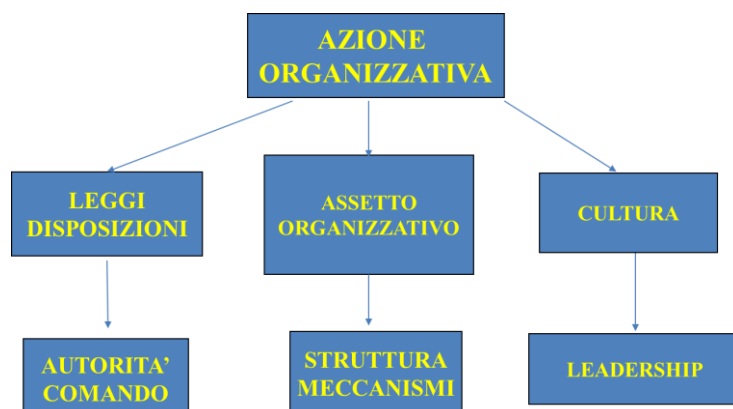 AZIONE
ORGANIZZATIVA
LEGGI
DISPOSIZIONI
ASSETTO
ORGANIZZATIVO
CULTURA
AUTORITA’
COMANDO
STRUTTURA
MECCANISMI
LEADERSHIP